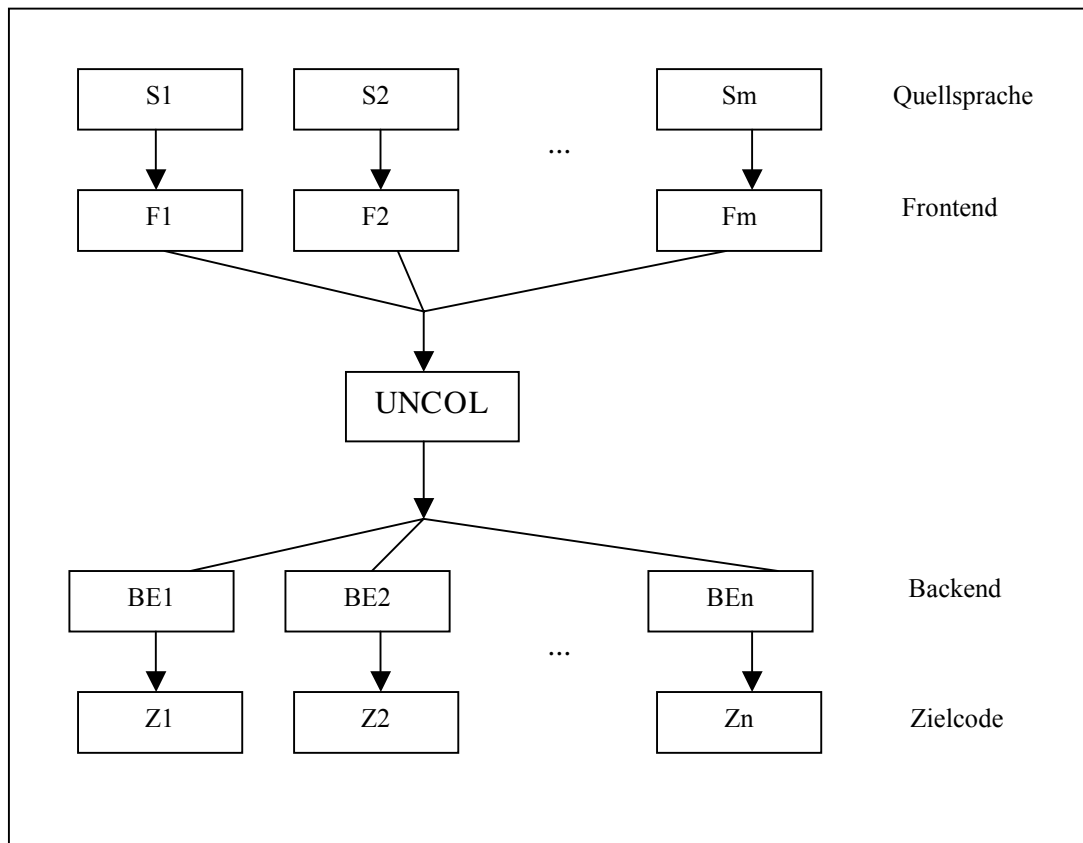 S1 S2 Sm Quellsprache
...
F1 F2 Fm Frontend
UNCOL
BE1 BE2 BEn Backend
...
Z1 Z2 Zn Zielcode